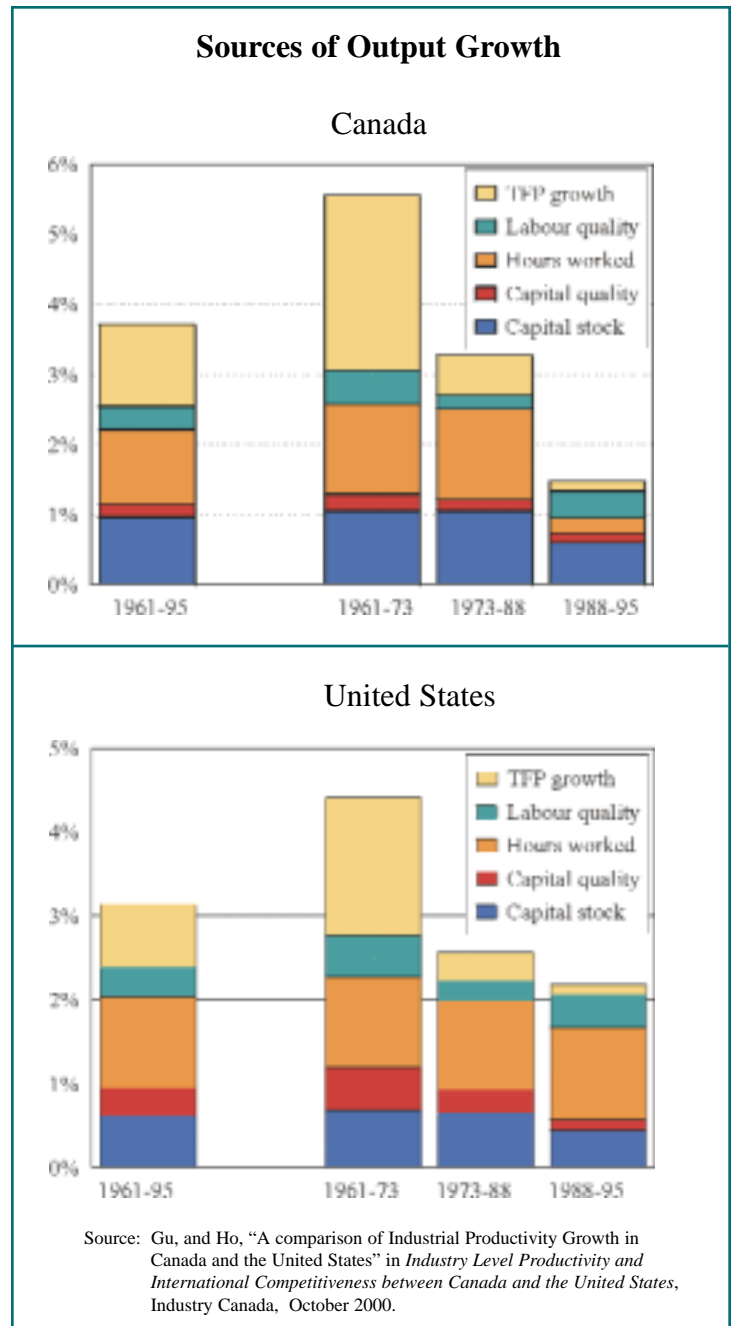 Sources of Output Growth
Canada
6%
5%
4%
3%
2%
1%
0%
TFP growth
Labour quality
Hours worked
Capital quality
Capital stock
1961-95
1961-73
1973-88
1988-95
United States
5%
4%
3%
2%
1%
0%
TFP growth
Labour quality
Hours worked
Capital quality
Capital stock
1961-95
1961-73
1973-88
1988-95
Source: Gu, and Ho, “A comparison of Industrial Productivity Growth in
Canada and the United States” in Industry Level Productivity and
International Competitiveness between Canada and the United States,
Industry Canada, October 2000.